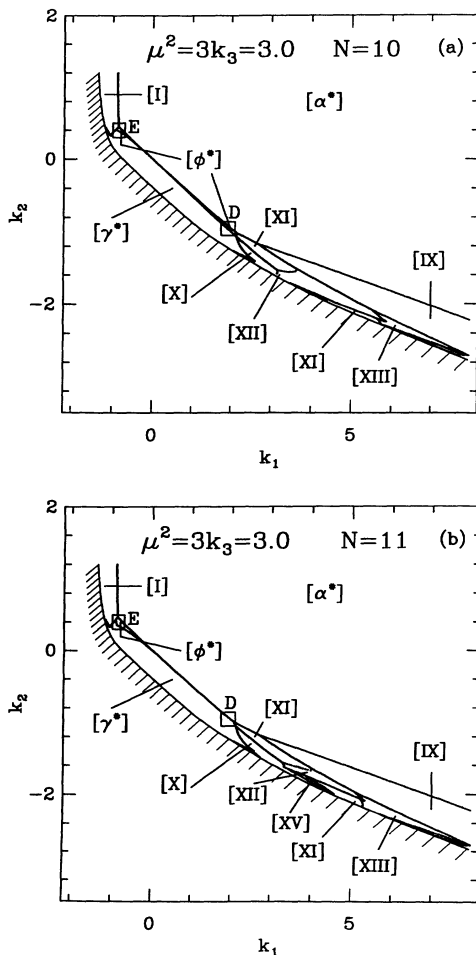 μ²=3k₃=3.0 N=10 (a)
[I]
[α*]
E
[φ*]
[γ*]
D
[XI]
[IX]
[X]
[XII]
[XI]
[XIII]
2
0
−2
k₂
0
5
k₁
μ²=3k₃=3.0 N=11 (b)
[I]
[α*]
E
[φ*]
[γ*]
D
[XI]
[IX]
[X]
[XII]
[XV]
[XI]
[XIII]
2
0
−2
k₂
0
5
k₁